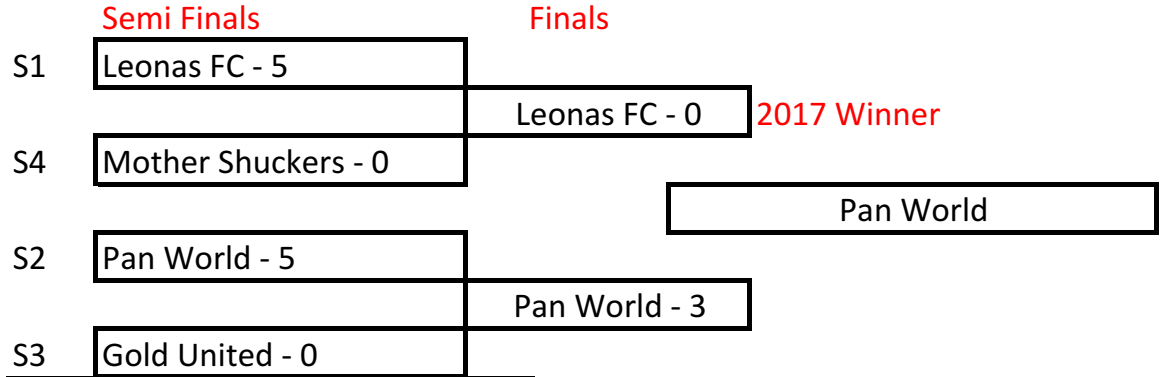 Semi Finals Finals
S1 Leonas FC - 5
Leonas FC - 0 2017 Winner
S4 Mother Shuckers - 0
Pan World
S2 Pan World - 5
Pan World - 3
S3 Gold United - 0